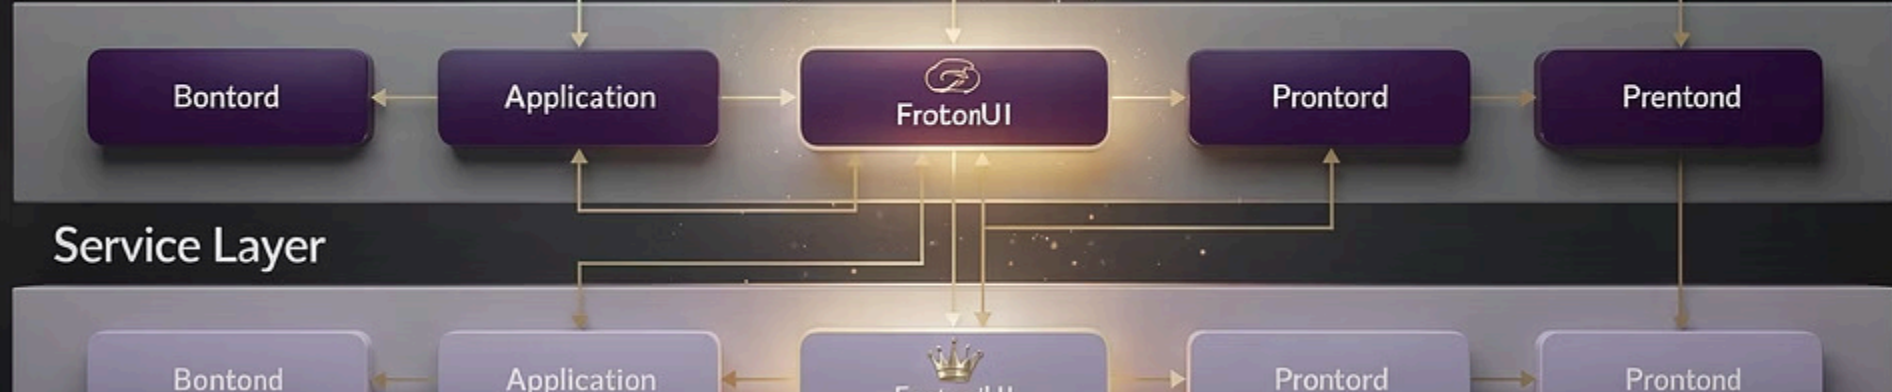 Bontord
Application
FrotonUI
Prontord
Prentond
Service Layer
Bontond
Application
Prontord
Prontond